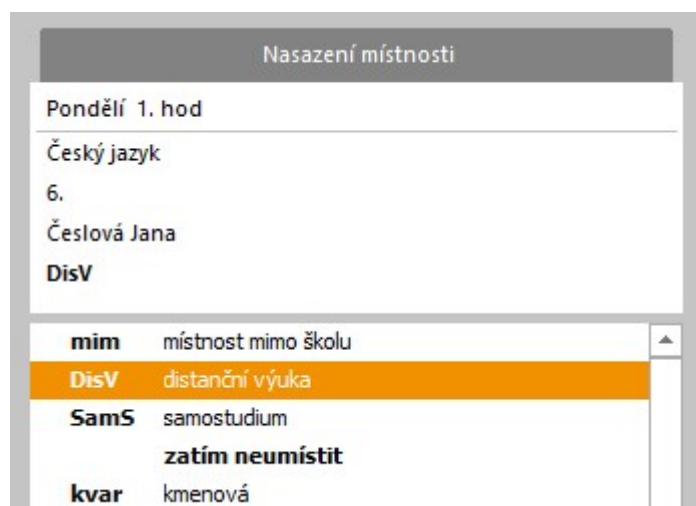 Nasazení místnosti
Pondělí 1. hod
Český jazyk
6.
Česlová Jana
DisV
mim místnost mimo školu
DisV distanční výuka
SamS samostudium
zatím neumístit
kvar kmenová